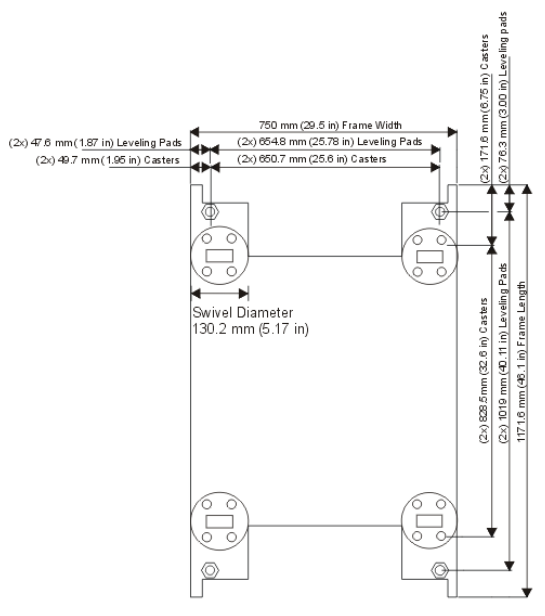 750 mm (29.5 in) Frame Width
(2x) 47.6 mm (1.87 in) Leveling Pads
(2x) 654.8 mm (25.78 in) Leveling Pads
(2x) 49.7 mm (1.95 in) Casters
(2x) 650.7 mm (25.6 in) Casters
(2x) 171.6 mm (6.75 in) Casters
(2x) 76.3 mm (3.00 in) Leveling pads
Swivel Diameter
130.2 mm (5.17 in)
(2x) 828.5mm (32.6 in) Casters
(2x) 1019 mm (40.11 in) Leveling Pads
1171.6 mm (46.1 in) Frame Length